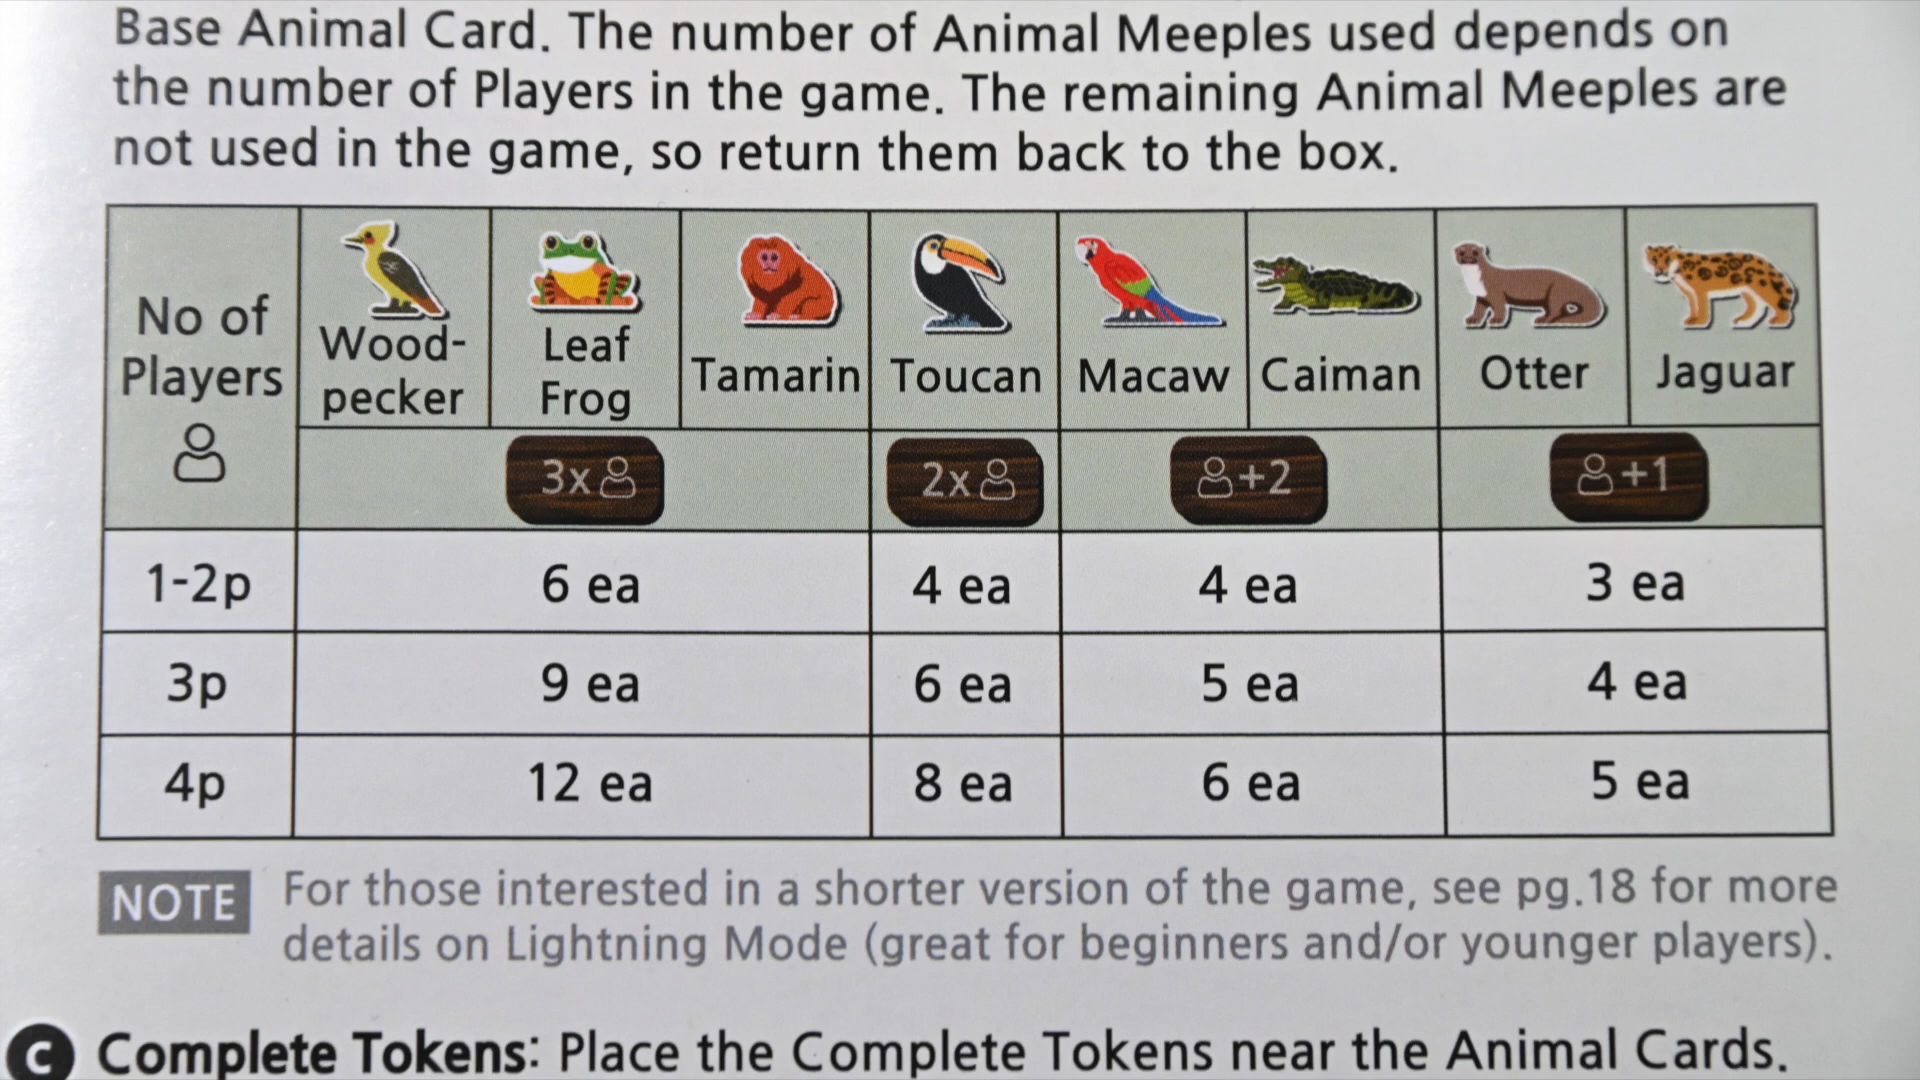 Base Animal Card. The number of Animal Meeples used depends on
the number of Players in the game. The remaining Animal Meeples are
not used in the game, so return them back to the box.
No of
Players
Wood-
pecker
Leaf
Frog
Tamarin
Toucan
Macaw
Caiman
Otter
Jaguar
3x
2x
+2
+1
1-2p 6 ea 4 ea 4 ea 3 ea
3p 9 ea 6 ea 5 ea 4 ea
4p 12 ea 8 ea 6 ea 5 ea
NOTE For those interested in a shorter version of the game, see pg.18 for more
details on Lightning Mode (great for beginners and/or younger players).
C Complete Tokens: Place the Complete Tokens near the Animal Cards.